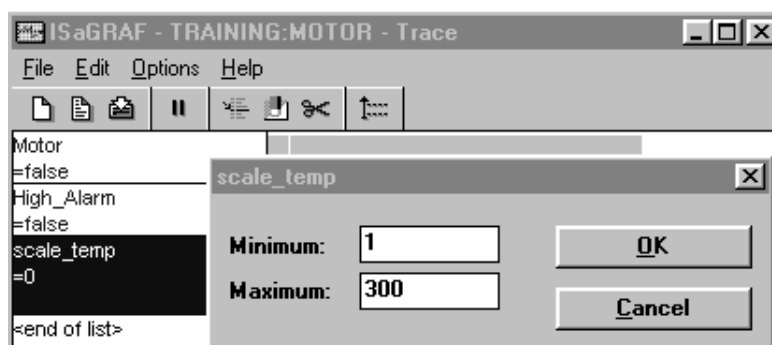 ISaGRAF - TRAINING:MOTOR - Trace
File Edit Options Help
Motor
=false
High_Alarm
=false
scale_temp
=0
<end of list>
scale_temp
Minimum: 1
OK
Maximum: 300
Cancel